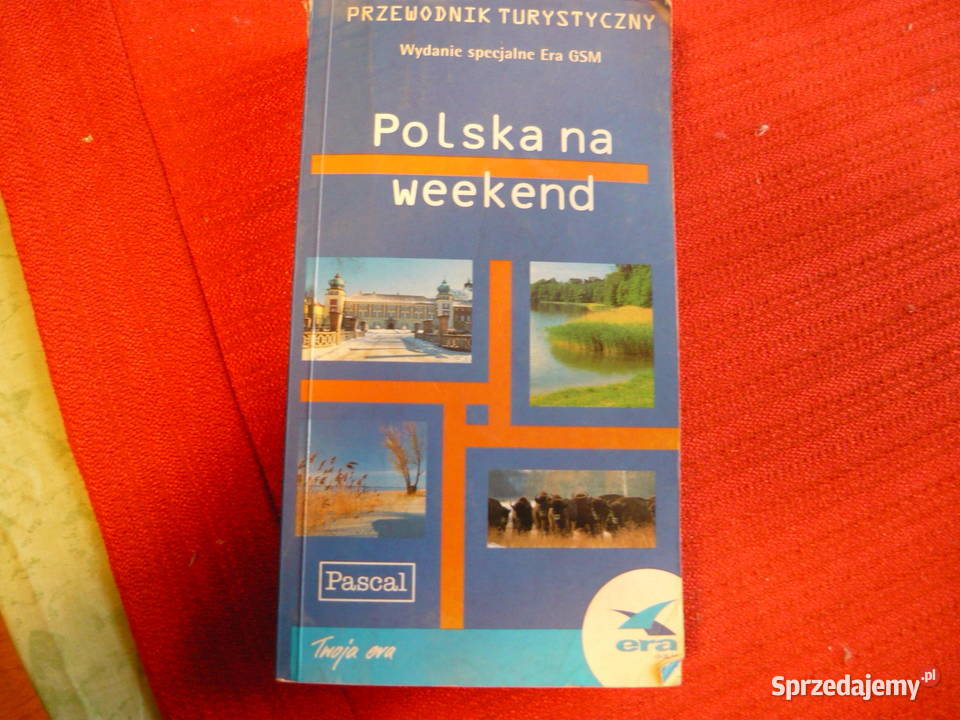 PRZEWODNIK TURYSTYCZNY
Wydanie specjalne Era GSM
Polska na
weekend
Pascal
Twoja era
era
Sprzedajemy.pl